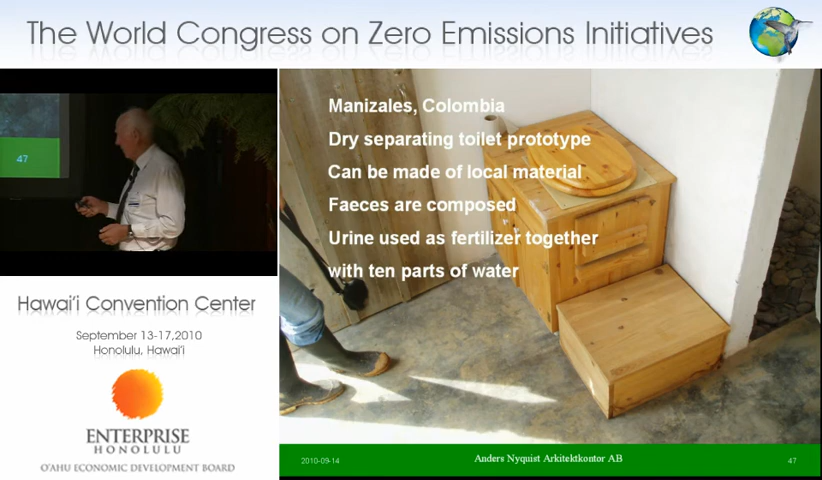 The World Congress on Zero Emissions Initiatives
47
Manizales, Colombia
Dry separating toilet prototype
Can be made of local material
Faeces are composed
Urine used as fertilizer together
with ten parts of water
Hawai'i Convention Center
September 13-17,2010
Honolulu, Hawai'i
ENTERPRISE
HONOLULU
O'AHU ECONOMIC DEVELOPMENT BOARD
2010-09-14
Anders Nyquist Arkitektkontor AB
47